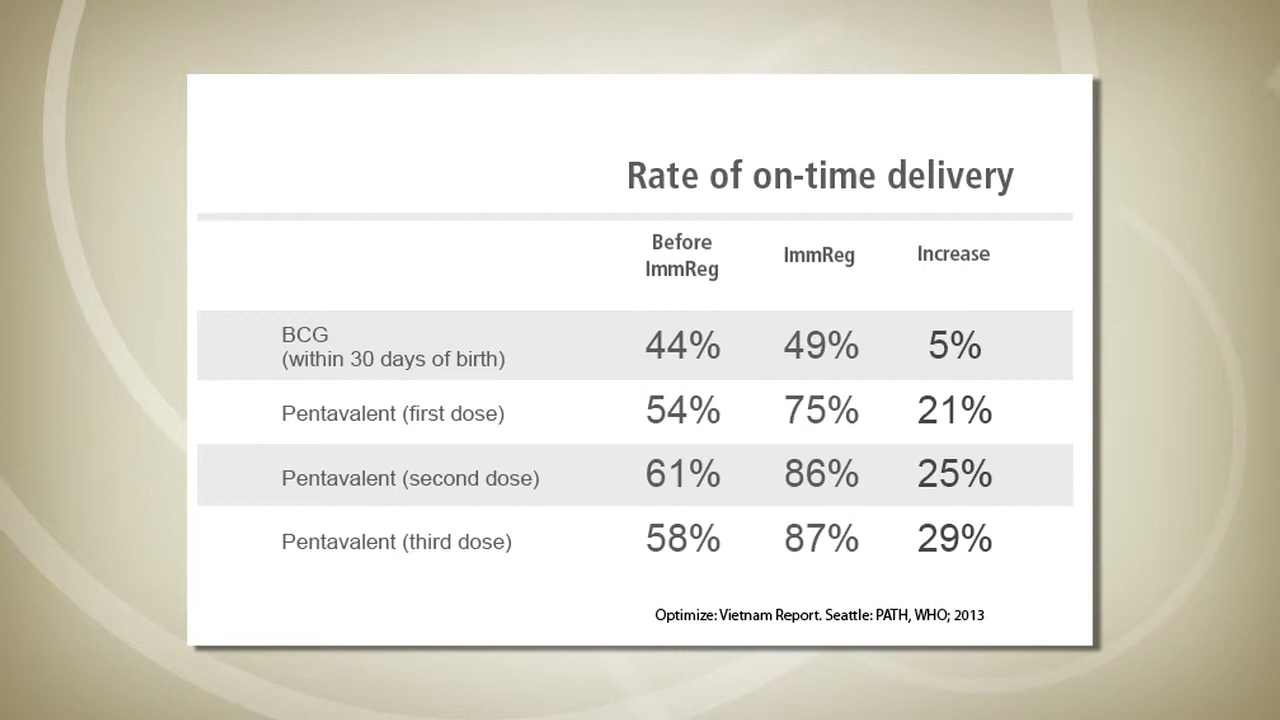 Rate of on-time delivery
Before
ImmReg
ImmReg
Increase
BCG
(within 30 days of birth)
44%
49%
5%
Pentavalent (first dose)
54%
75%
21%
Pentavalent (second dose)
61%
86%
25%
Pentavalent (third dose)
58%
87%
29%
Optimize: Vietnam Report. Seattle: PATH, WHO; 2013